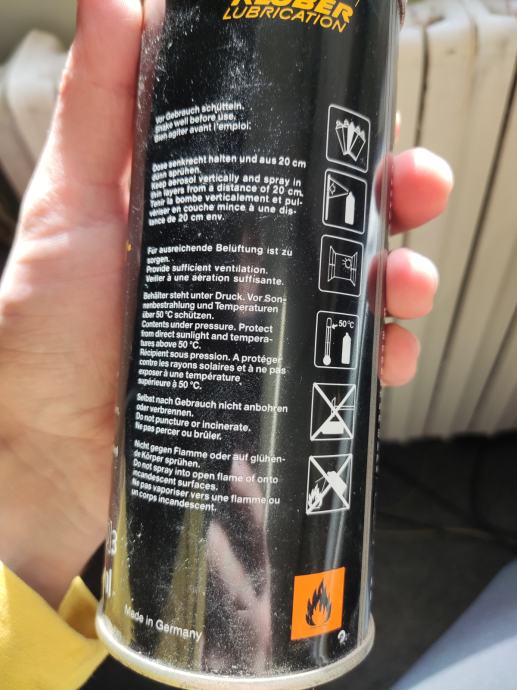 KLÜBER
LUBRICATION
Vor Gebrauch schütteln.
Shake well before use.
Bien agiter avant l'emploi.
Dose senkrecht halten und aus 20 cm
dünn sprühen.
Keep aerosol vertically and spray in
thin layers from a distance of 20 cm.
Tenir la bombe verticalement et pul-
vériser en couche mince à une dis-
tance de 20 cm env.
Für ausreichende Belüftung ist zu
sorgen.
Provide sufficient ventilation.
Veiller à une aération suffisante.
Behälter steht unter Druck. Vor Son-
nenbestrahlung und Temperaturen
über 50 °C schützen.
Contents under pressure. Protect
from direct sunlight and tempera-
tures above 50 °C.
Récipient sous pression. A protéger
contre les rayons solaires et à ne pas
exposer à une température
supérieure à 50 °C.
50°C
Selbst nach Gebrauch nicht anbohren
oder verbrennen.
Do not puncture or incinerate.
Ne pas percer ou brûler.
Nicht gegen Flamme oder auf glühen-
de Körper sprühen.
Do not spray into open flame of onto
incandescent surfaces.
Ne pas vaporiser vers une flamme ou
un corps incandescent.
Made in Germany